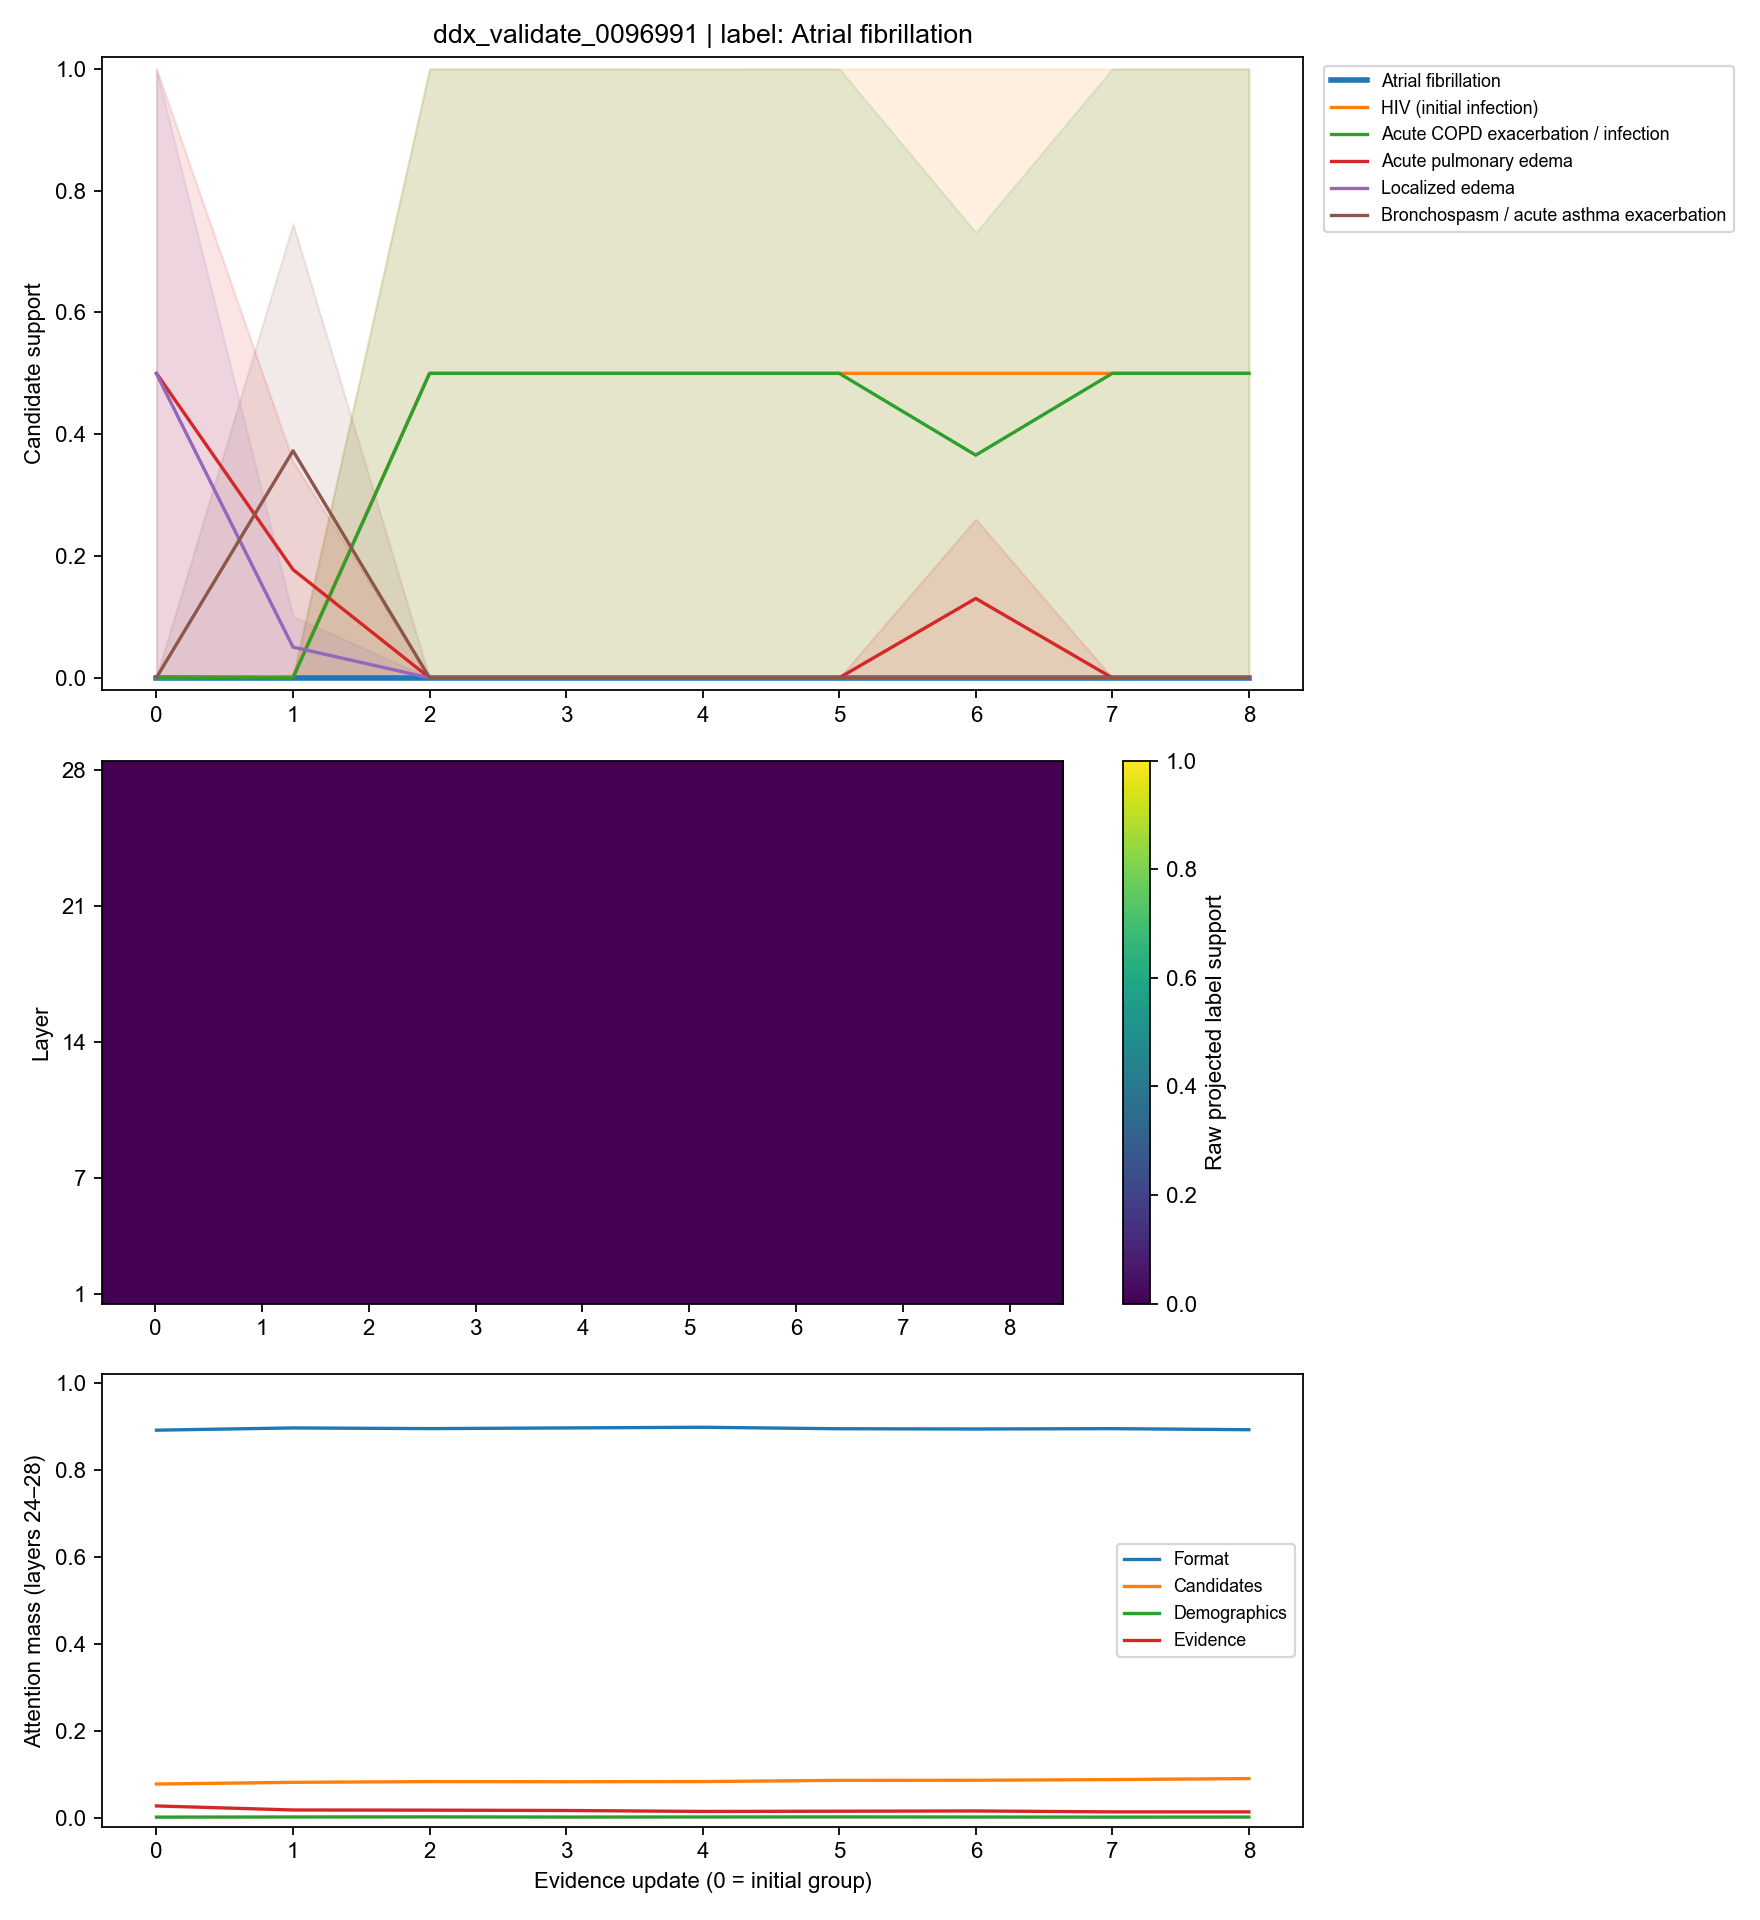 ddx_validate_0096991 | label: Atrial fibrillation
Candidate support
1.0
0.8
0.6
0.4
0.2
0.0
0 1 2 3 4 5 6 7 8
Atrial fibrillation
HIV (initial infection)
Acute COPD exacerbation / infection
Acute pulmonary edema
Localized edema
Bronchospasm / acute asthma exacerbation
Layer
28
21
14
7
1
0 1 2 3 4 5 6 7 8
1.0
0.8
0.6
0.4
0.2
0.0
Raw projected label support
Attention mass (layers 24–28)
1.0
0.8
0.6
0.4
0.2
0.0
Format
Candidates
Demographics
Evidence
0 1 2 3 4 5 6 7 8
Evidence update (0 = initial group)